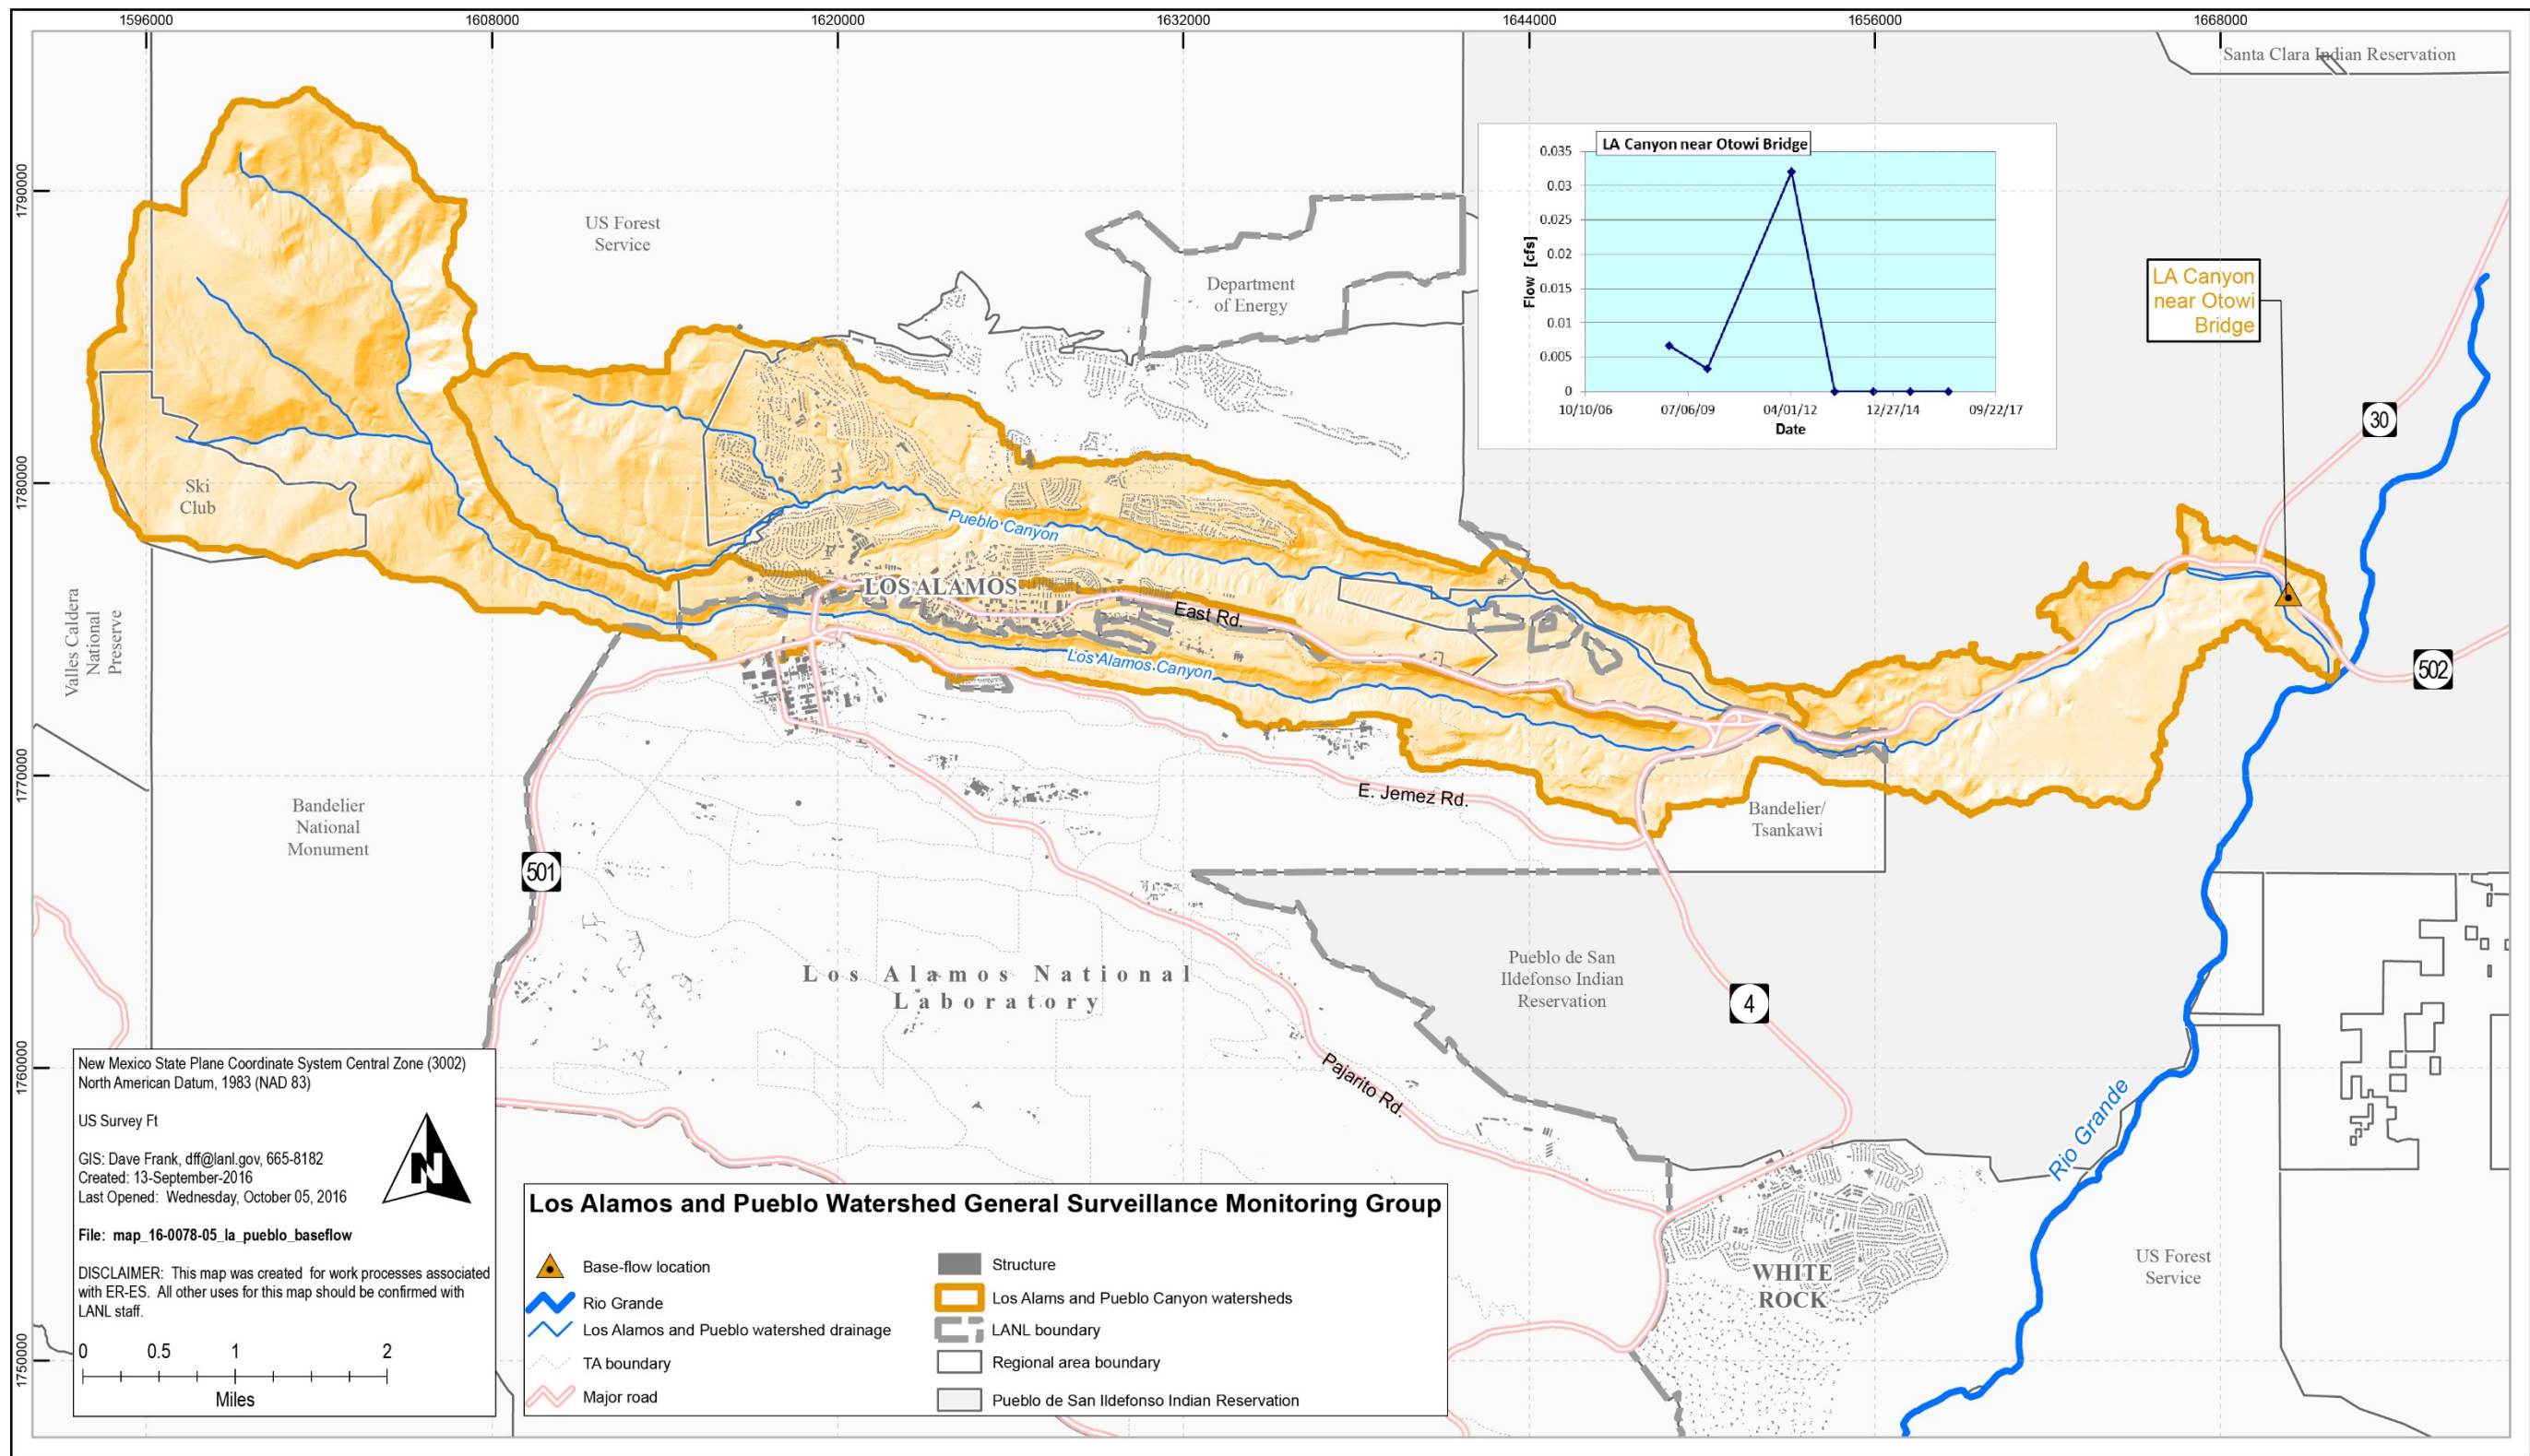 1596000
1608000
1620000
1632000
1644000
1656000
1668000
1790000
1780000
1770000
1760000
1750000
Santa Clara Indian Reservation
LA Canyon near Otowi Bridge
0.035
0.03
0.025
0.02
0.015
0.01
0.005
0
Flow [cfs]
10/10/06
07/06/09
04/01/12
12/27/14
09/22/17
Date
US Forest
Service
Department
of Energy
LA Canyon
near Otowi
Bridge
30
Ski
Club
Pueblo Canyon
LOS ALAMOS
East Rd.
Los Alamos Canyon
502
Valles Caldera
National
Preserve
Bandelier
National
Monument
E. Jemez Rd.
Bandelier/
Tsankawi
501
Los Alamos National
Laboratory
Pueblo de San
Ildefonso Indian
Reservation
4
Pajarito Rd.
Rio Grande
WHITE
ROCK
US Forest
Service
New Mexico State Plane Coordinate System Central Zone (3002)
North American Datum, 1983 (NAD 83)
US Survey Ft
GIS: Dave Frank, dff@lanl.gov, 665-8182
Created: 13-September-2016
Last Opened: Wednesday, October 05, 2016
N
File: map_16-0078-05_la_pueblo_baseflow
DISCLAIMER: This map was created for work processes associated
with ER-ES. All other uses for this map should be confirmed with
LANL staff.
0 0.5 1 2
Miles
Los Alamos and Pueblo Watershed General Surveillance Monitoring Group
Base-flow location
Rio Grande
Los Alamos and Pueblo watershed drainage
TA boundary
Major road
Structure
Los Alams and Pueblo Canyon watersheds
LANL boundary
Regional area boundary
Pueblo de San Ildefonso Indian Reservation